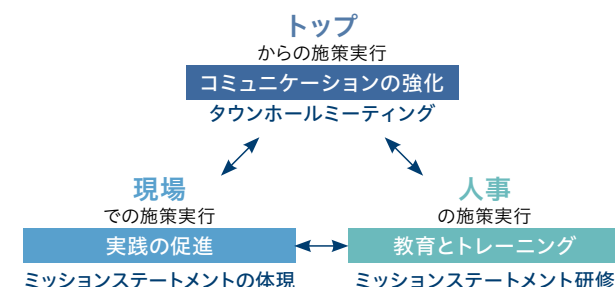 トップ
からの施策実行
コミュニケーションの強化
タウンホールミーティング
現場
での施策実行
実践の促進
ミッションステートメントの体現
人事
の施策実行
教育とトレーニング
ミッションステートメント研修